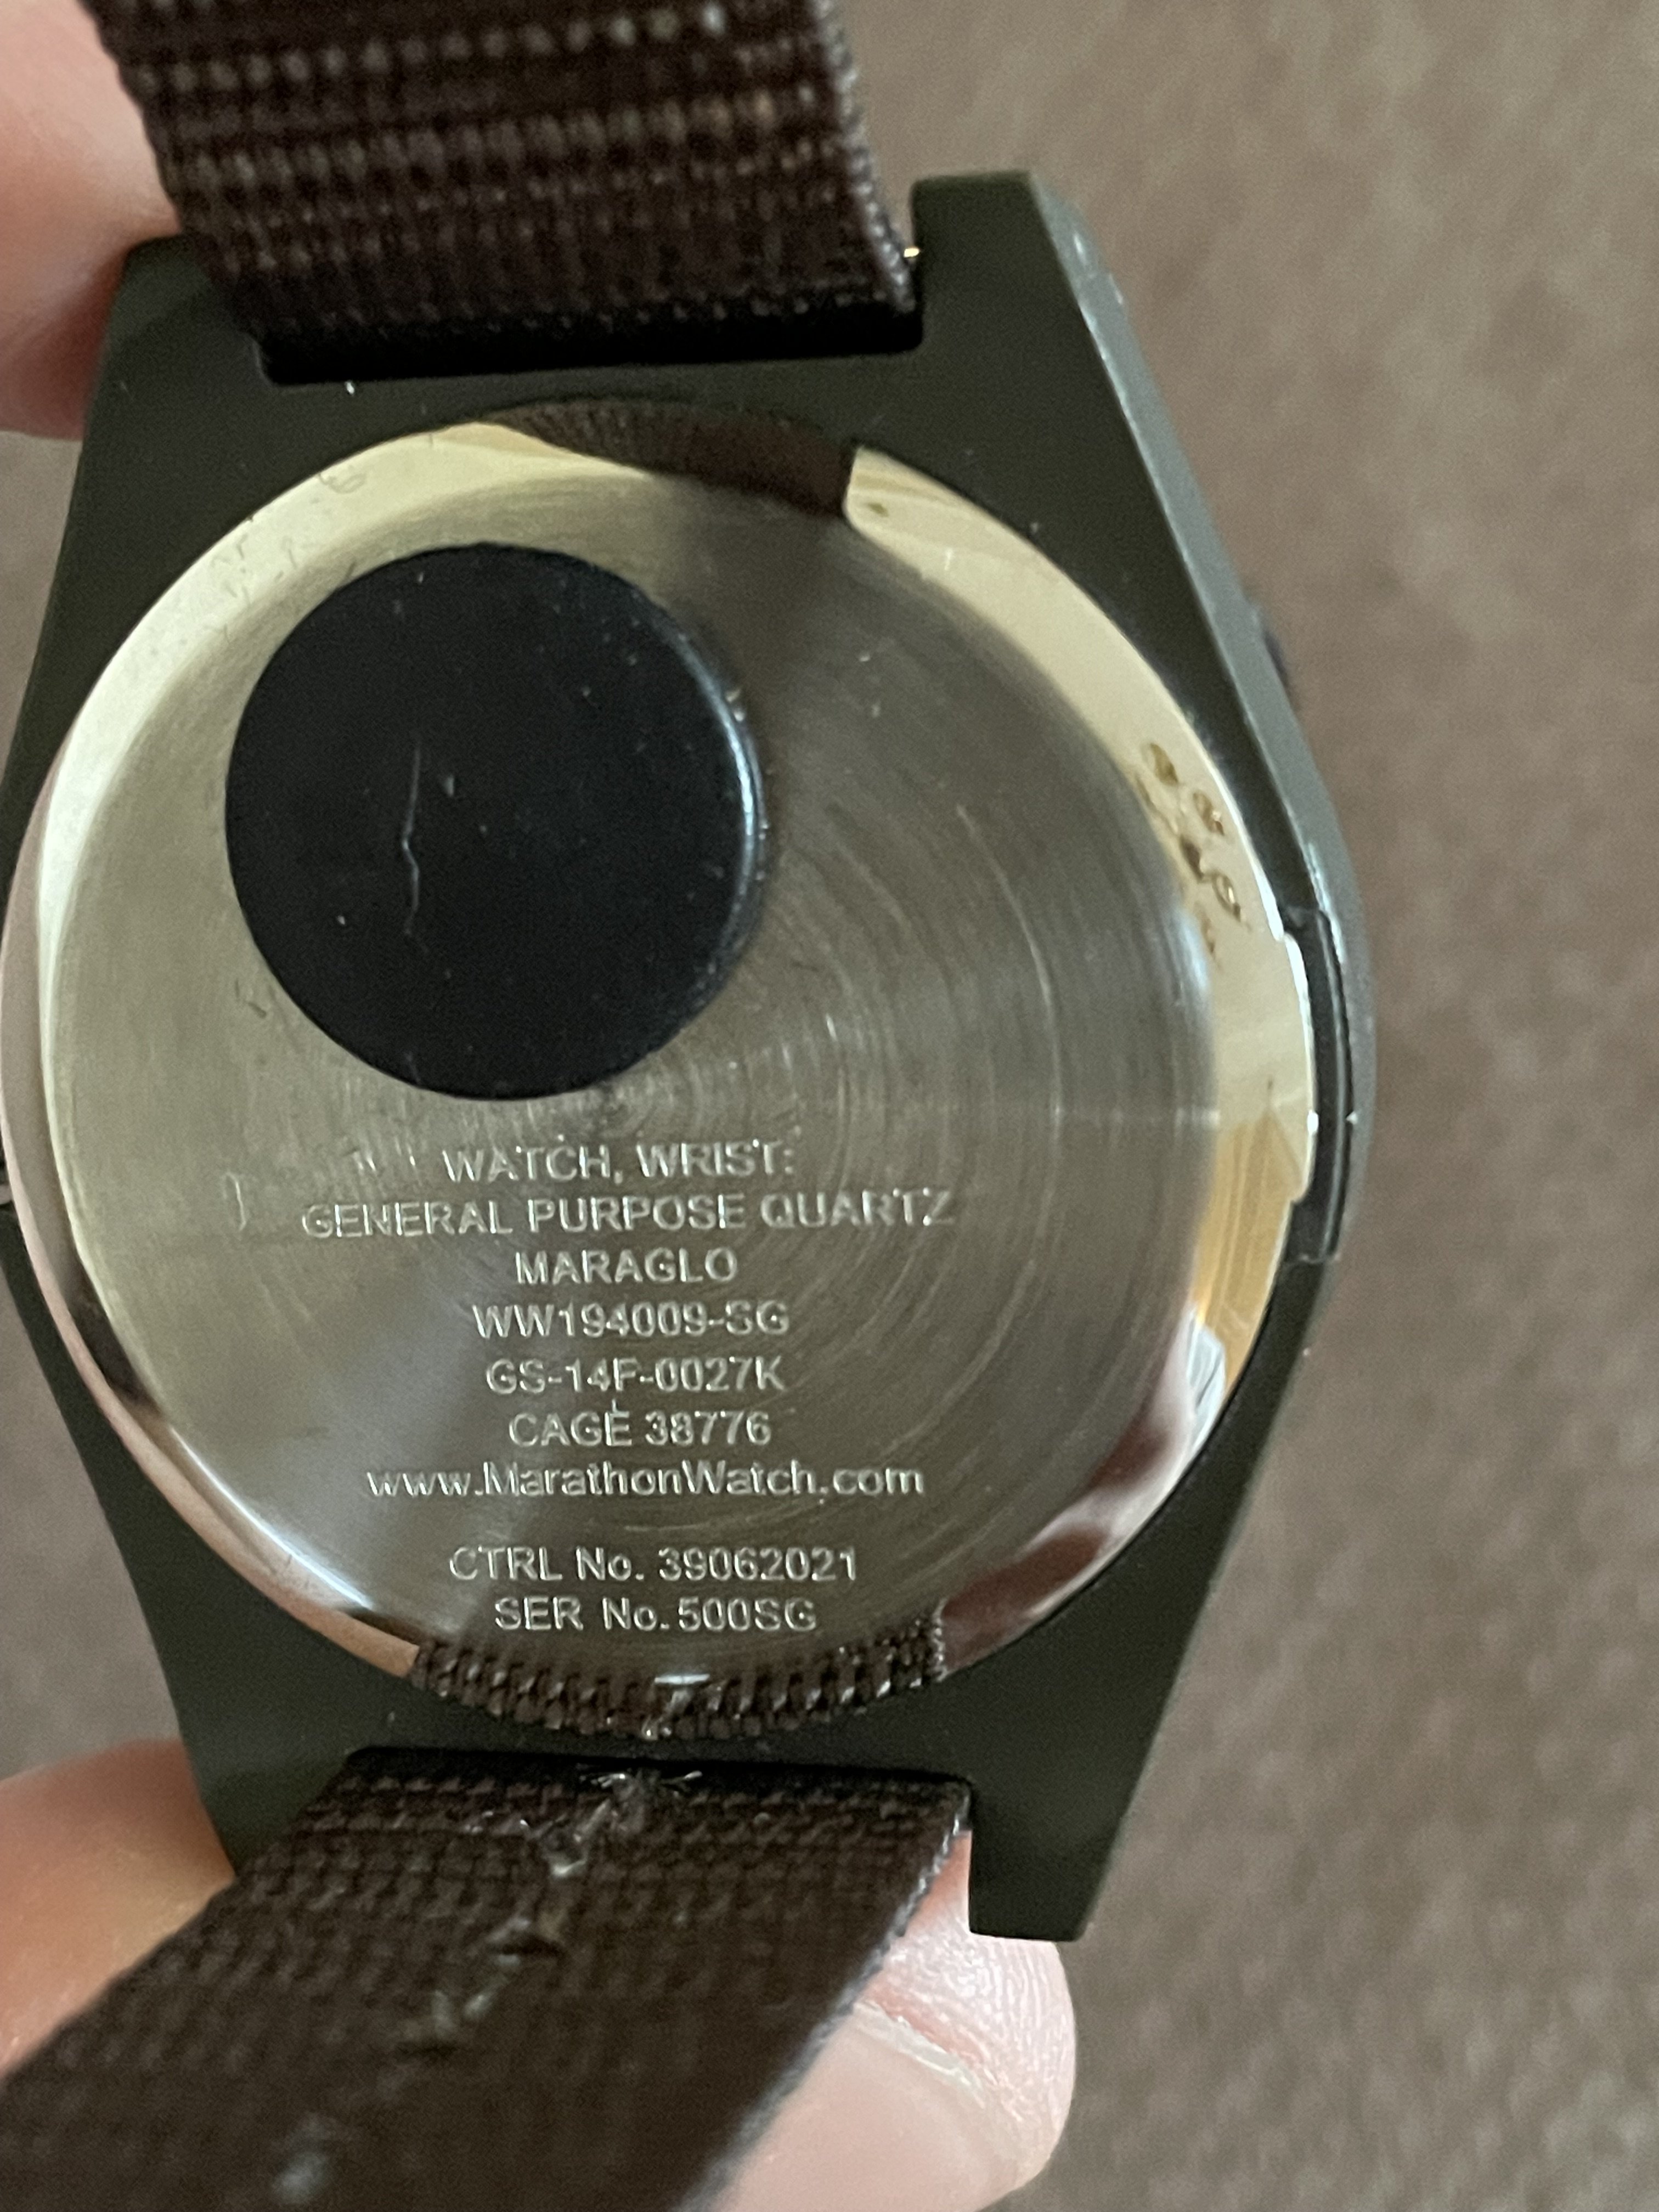 WATCH, WRIST:
GENERAL PURPOSE QUARTZ
MARAGLO
WW194009-SG
GS-14F-0027K
CAGE 38776
www.MarathonWatch.com
CTRL No. 39062021
SER No. 500SG